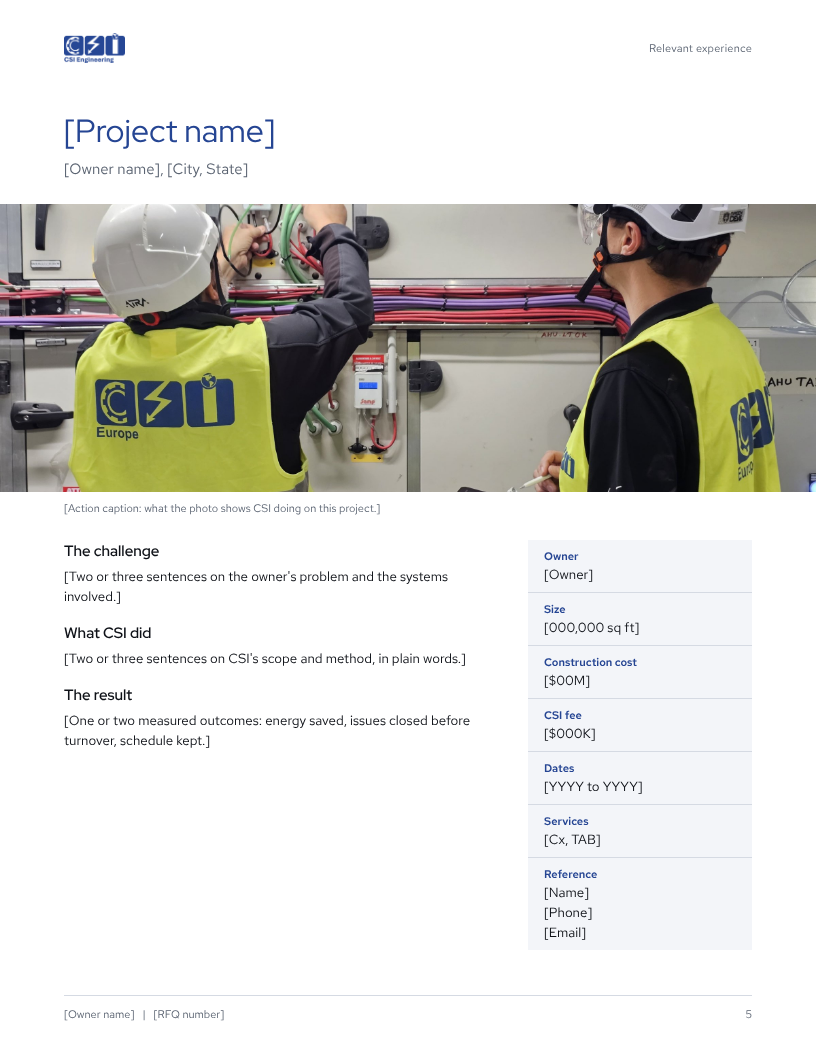 CSI
CSI Engineering
Relevant experience
[Project name]
[Owner name], [City, State]
ATRA
CSI
Europe
AHU TA
[Action caption: what the photo shows CSI doing on this project.]
The challenge
[Two or three sentences on the owner's problem and the systems
involved.]
What CSI did
[Two or three sentences on CSI's scope and method, in plain words.]
The result
[One or two measured outcomes: energy saved, issues closed before
turnover, schedule kept.]
Owner
[Owner]
Size
[000,000 sq ft]
Construction cost
[$00M]
CSI fee
[$000K]
Dates
[YYYY to YYYY]
Services
[Cx, TAB]
Reference
[Name]
[Phone]
[Email]
[Owner name] | [RFQ number]
5